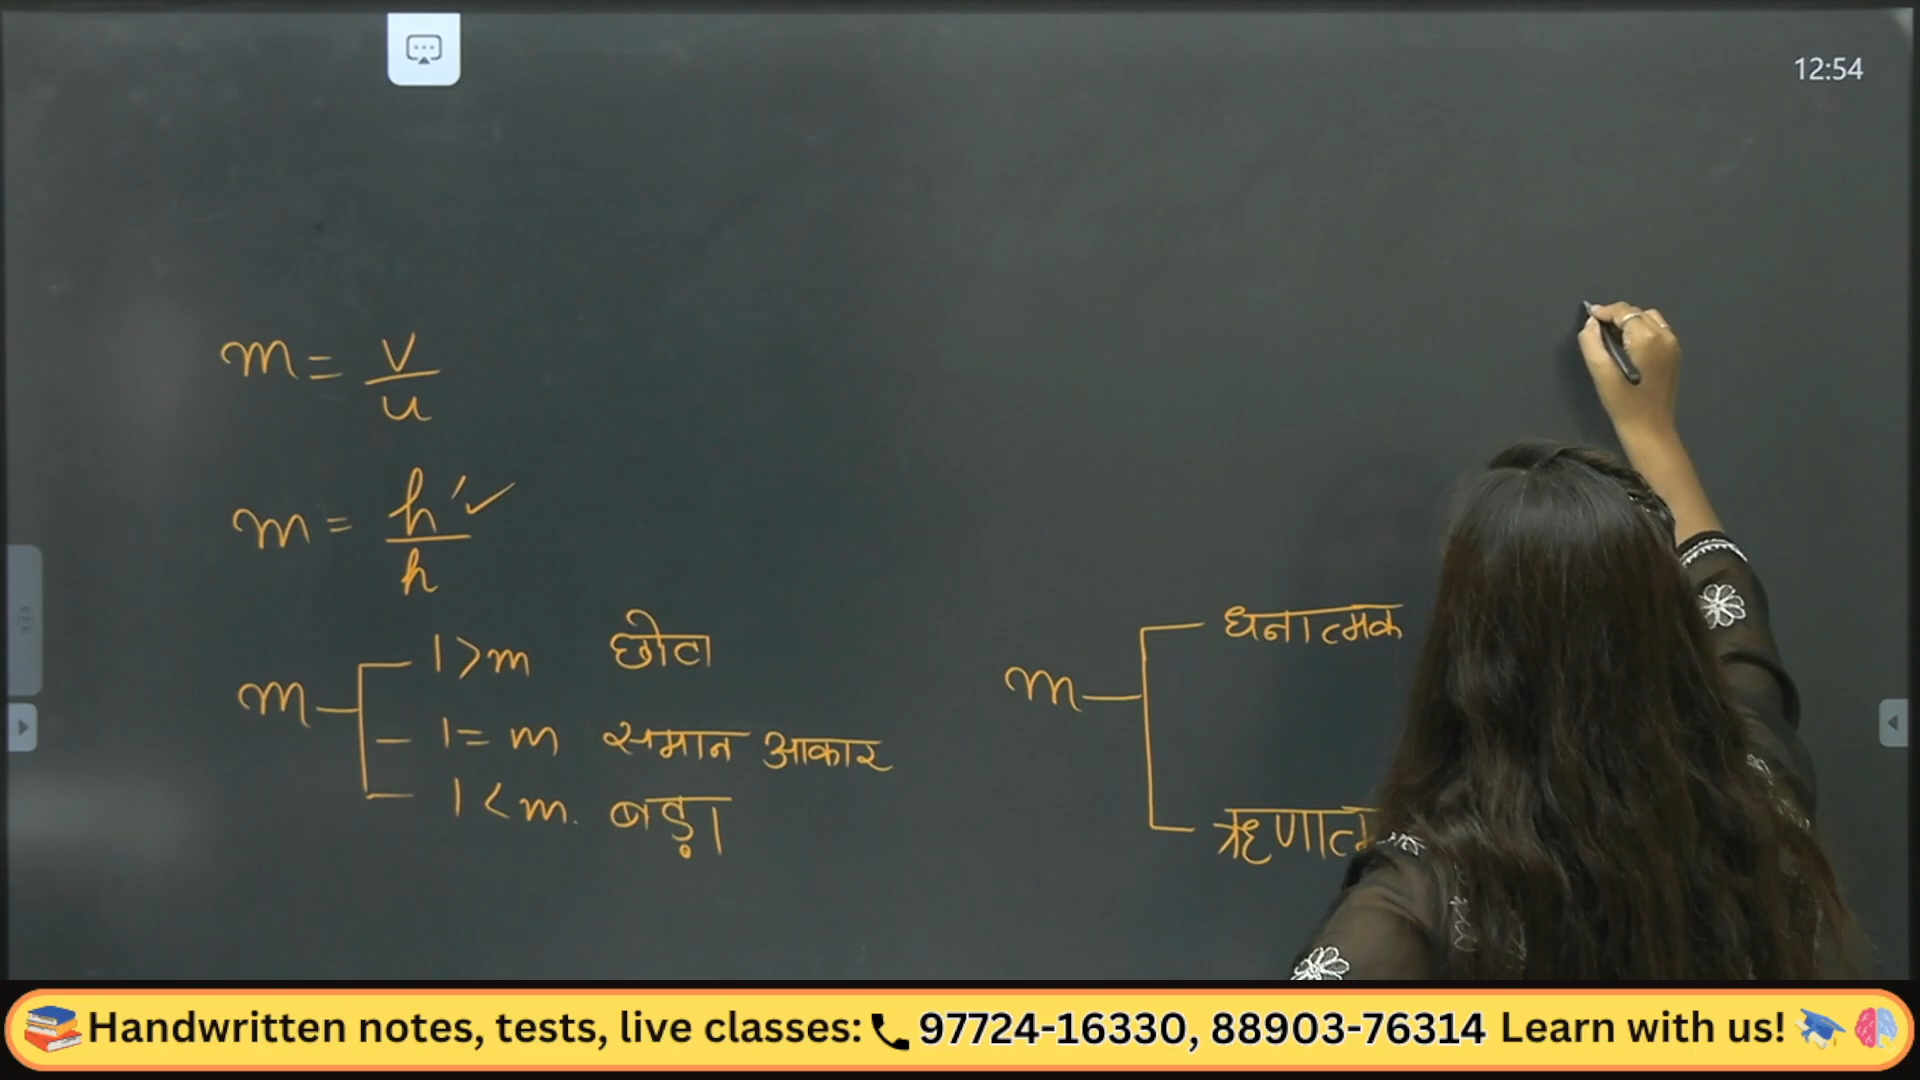 12:54
m = v/u
m = h'/h ✓
m
1 > m छोटा
1 = m समान आकार
1 < m. बड़ा
m
धनात्मक
Handwritten notes, tests, live classes: 97724-16330, 88903-76314 Learn with us!